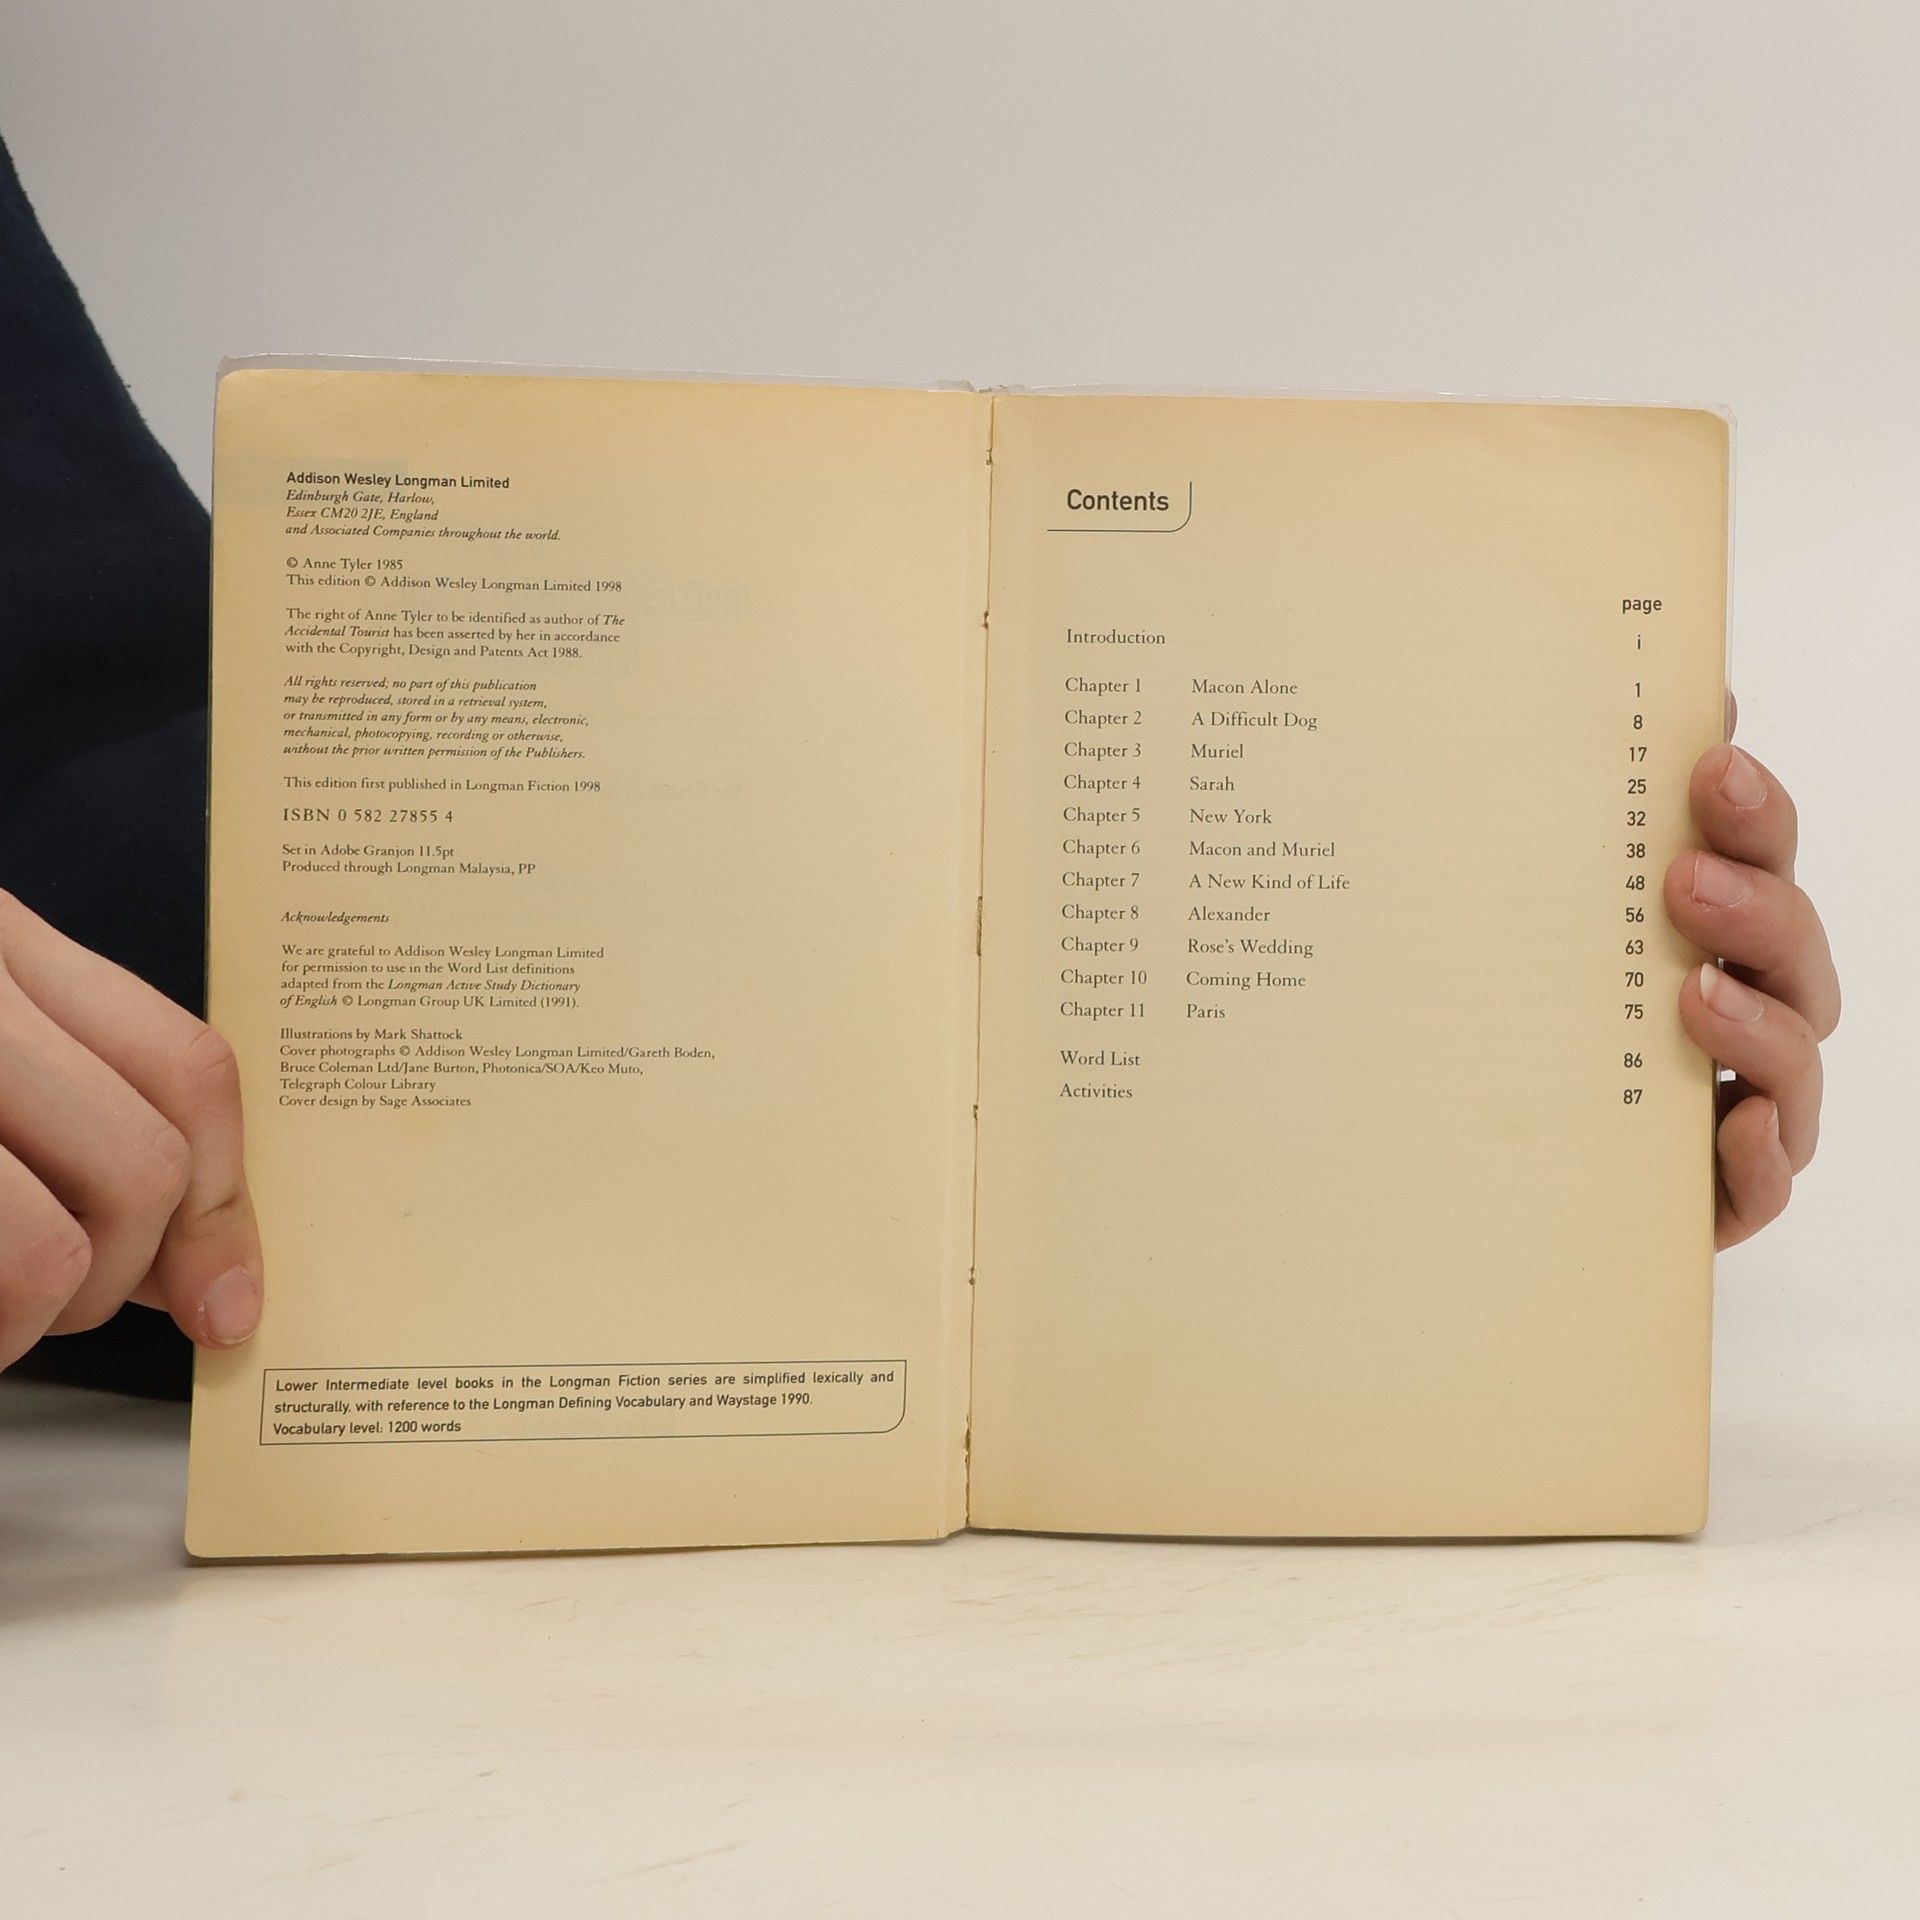 Addison Wesley Longman Limited
Edinburgh Gate, Harlow,
Essex CM20 2JE, England
and Associated Companies throughout the world.
© Anne Tyler 1985
This edition © Addison Wesley Longman Limited 1998
The right of Anne Tyler to be identified as author of The
Accidental Tourist has been asserted by her in accordance
with the Copyright, Design and Patents Act 1988.
All rights reserved; no part of this publication
may be reproduced, stored in a retrieval system,
or transmitted in any form or by any means, electronic,
mechanical, photocopying, recording or otherwise,
without the prior written permission of the Publishers.
This edition first published in Longman Fiction 1998
ISBN 0 582 27855 4
Set in Adobe Granjon 11.5pt
Produced through Longman Malaysia, PP
Acknowledgements
We are grateful to Addison Wesley Longman Limited
for permission to use in the Word List definitions
adapted from the Longman Active Study Dictionary
of English © Longman Group UK Limited (1991).
Illustrations by Mark Shattock
Cover photographs © Addison Wesley Longman Limited/Gareth Boden,
Bruce Coleman Ltd/Jane Burton, Photonica/SOA/Keo Muto,
Telegraph Colour Library
Cover design by Sage Associates
Lower Intermediate level books in the Longman Fiction series are simplified lexically and
structurally, with reference to the Longman Defining Vocabulary and Waystage 1990.
Vocabulary level: 1200 words
Contents
page
Introduction i
Chapter 1 Macon Alone 1
Chapter 2 A Difficult Dog 8
Chapter 3 Muriel 17
Chapter 4 Sarah 25
Chapter 5 New York 32
Chapter 6 Macon and Muriel 38
Chapter 7 A New Kind of Life 48
Chapter 8 Alexander 56
Chapter 9 Rose's Wedding 63
Chapter 10 Coming Home 70
Chapter 11 Paris 75
Word List 86
Activities 87